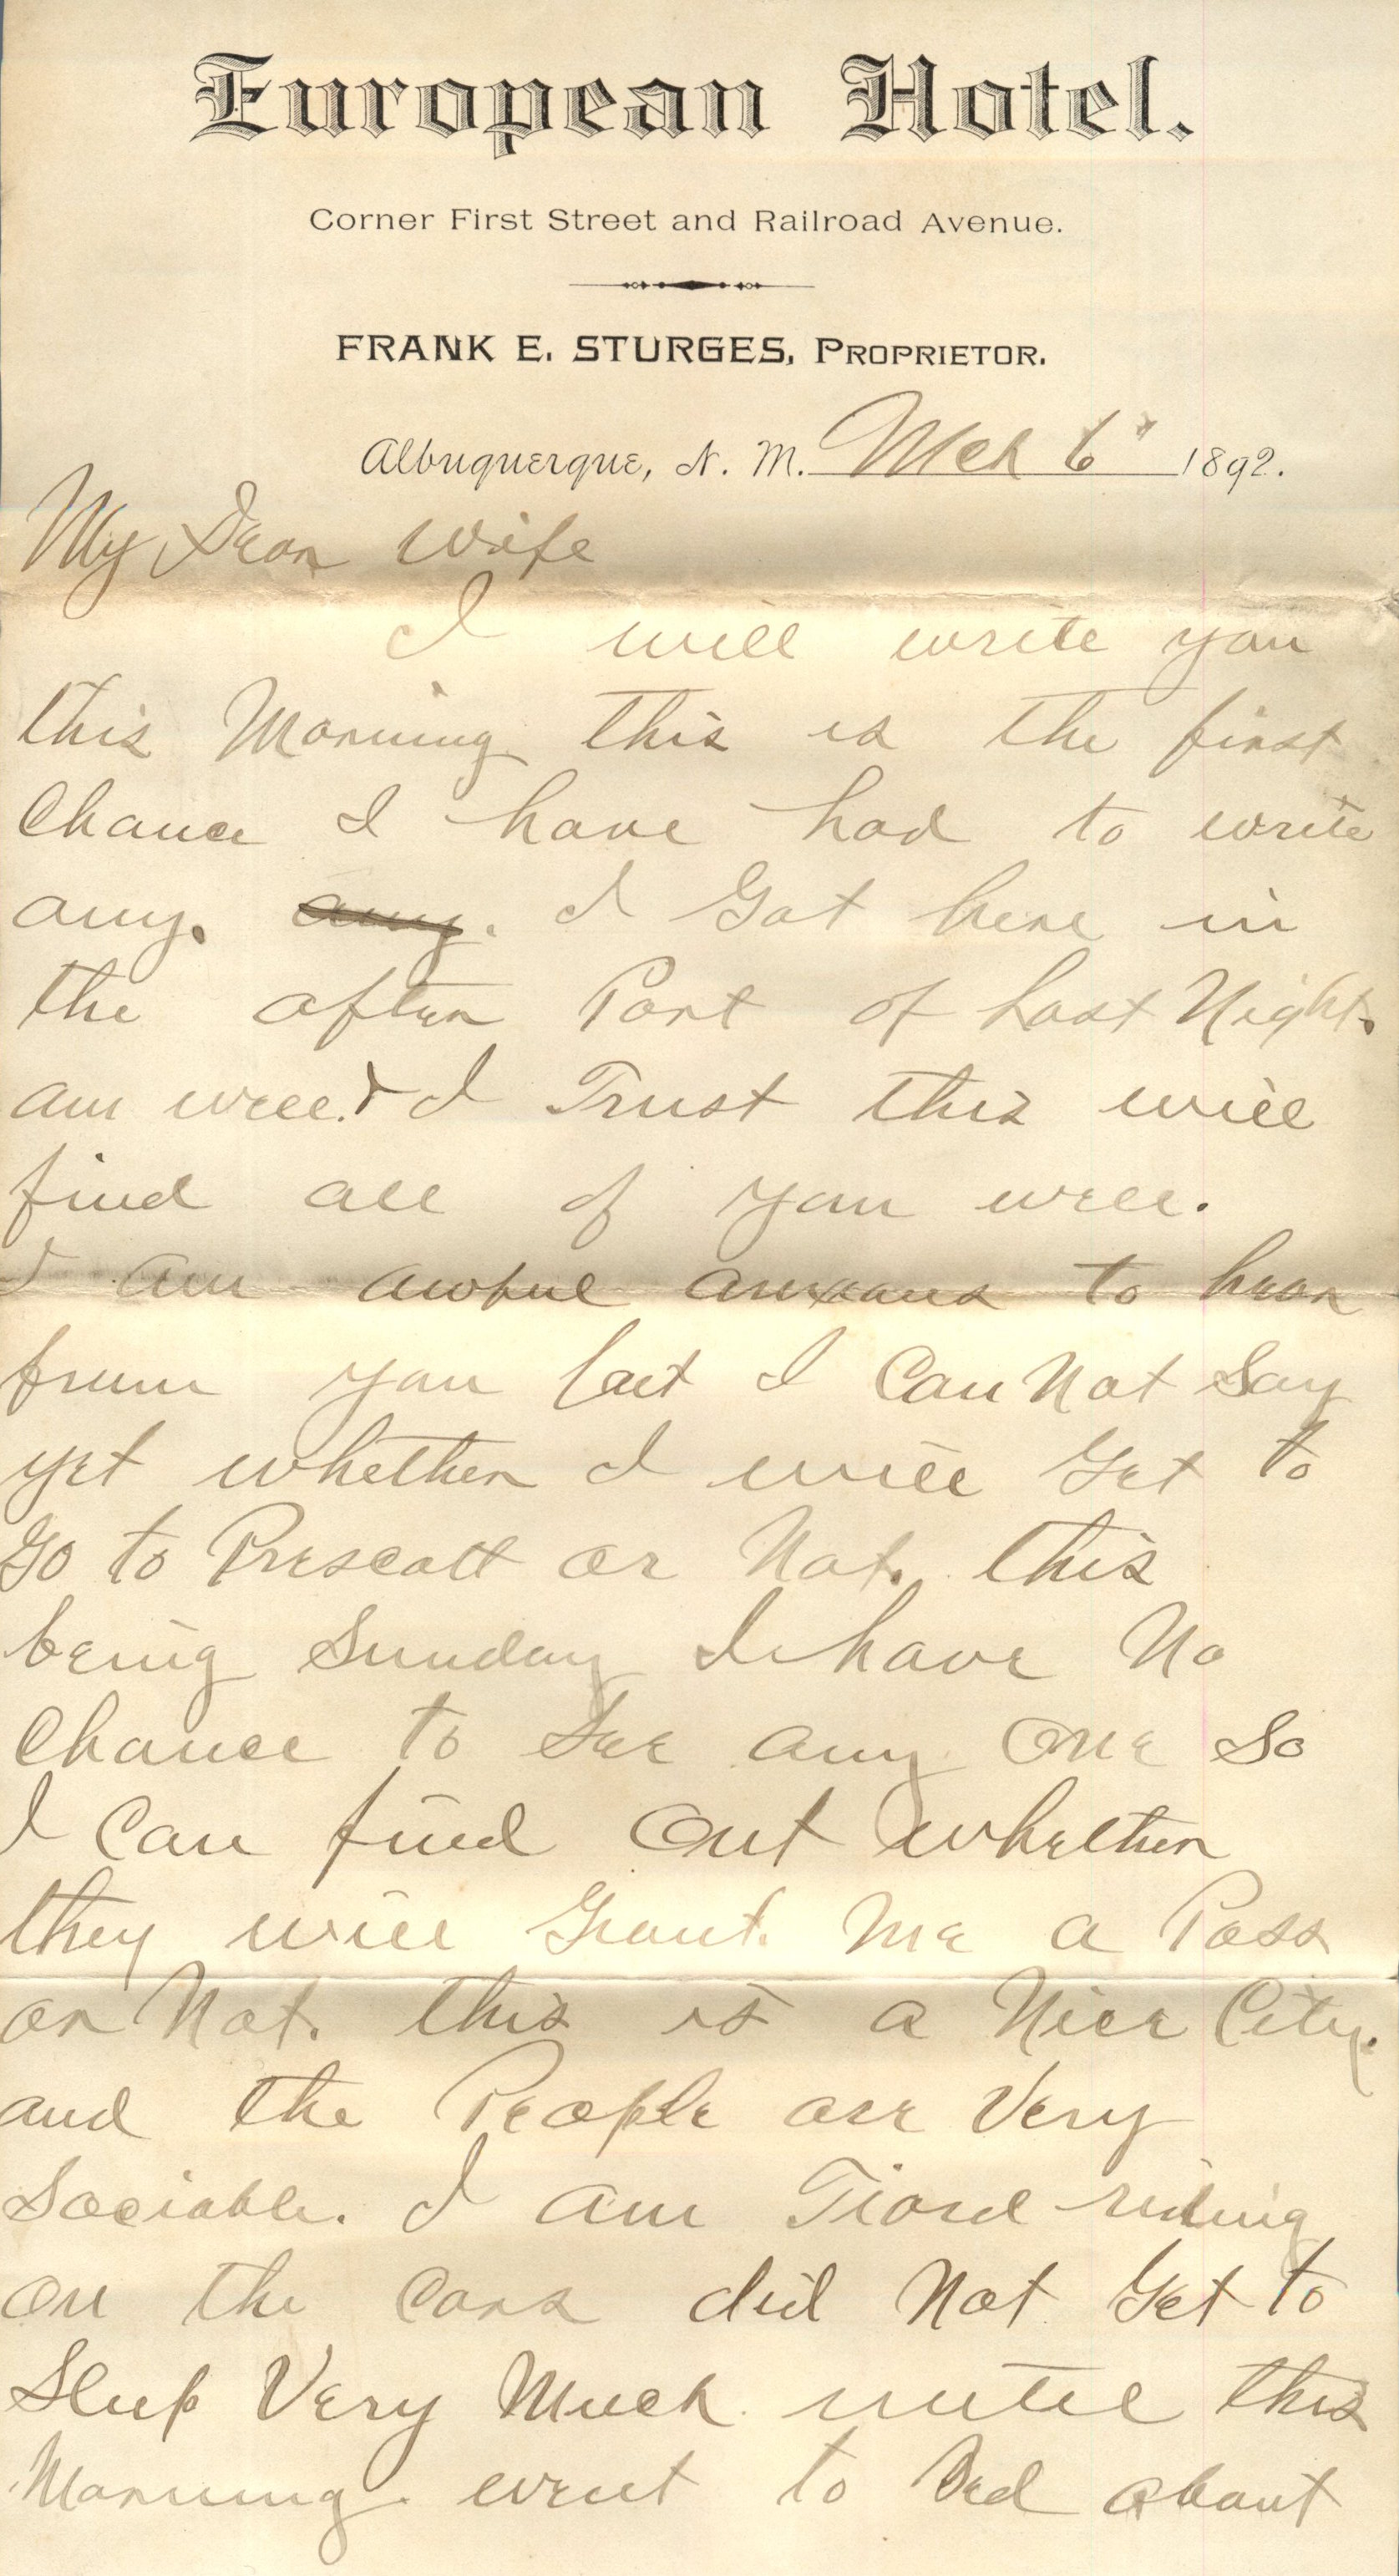 European Hotel.
Corner First Street and Railroad Avenue.
FRANK E. STURGES, PROPRIETOR.
Albuquerque, N. M. Mch 6" 1892.
My Dear Wife
I will write you
this Morning this is the first
Chance I have had to write
any. any. I Got here in
the after Part of Last Night.
am well. & I Trust this will
find all of you well.
I am awful anxious to hear
from you but I Can Not Say
yet whether I will Get to
Go to Prescott or Not. this
being Sunday I have No
Chance to See any One So
I Can find Out whether
they will Grant Me a Pass
or Not. this is a Nice City.
and the People are Very
Sociable. I am Tiard riding
on the Cars did Not Get to
Sleep Very Much until this
Morning. went to Bed about